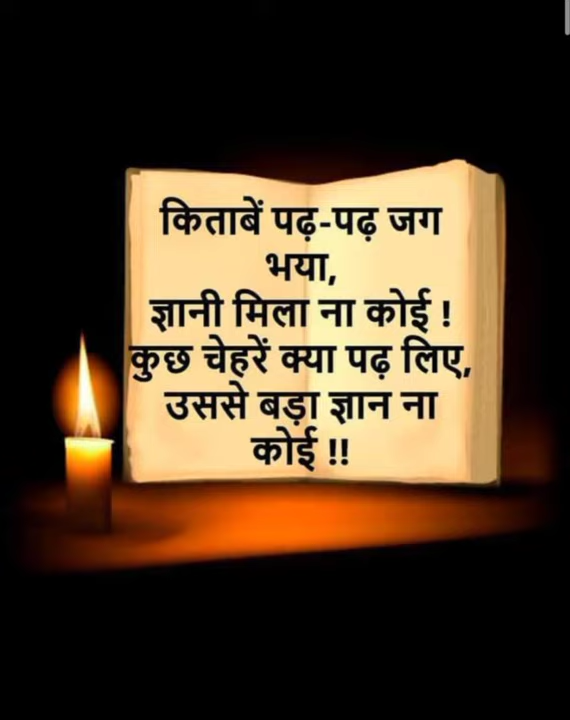 किताबें पढ़-पढ़ जग
भया,
ज्ञानी मिला ना कोई !
कुछ चेहरें क्या पढ़ लिए,
उससे बड़ा ज्ञान ना
कोई !!